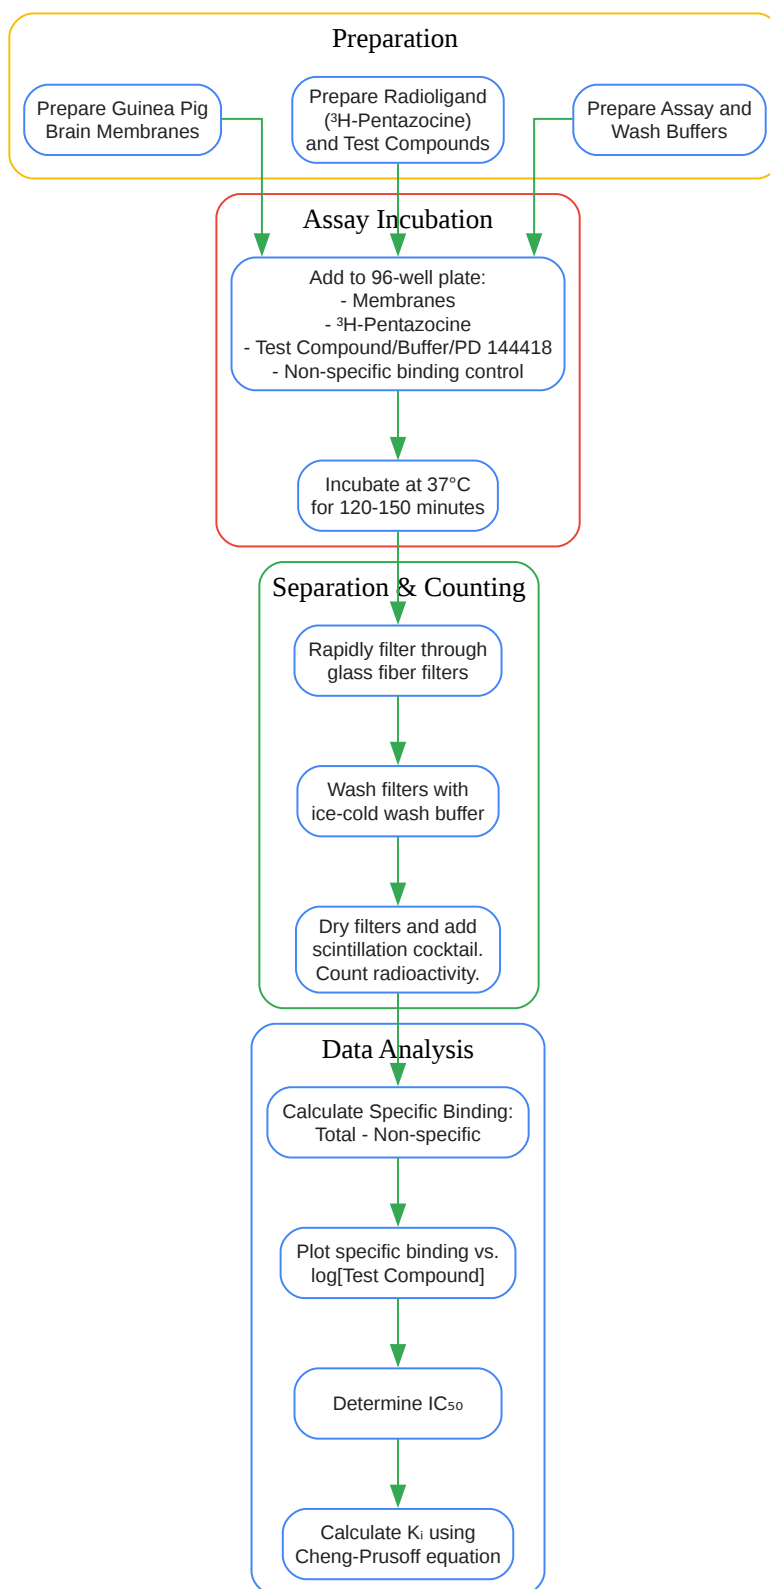 Preparation
Prepare Guinea Pig
Brain Membranes
Prepare Radioligand
(³H-Pentazocine)
and Test Compounds
Prepare Assay and
Wash Buffers
Assay Incubation
Add to 96-well plate:
- Membranes
- ³H-Pentazocine
- Test Compound/Buffer/PD 144418
- Non-specific binding control
Incubate at 37°C
for 120-150 minutes
Separation & Counting
Rapidly filter through
glass fiber filters
Wash filters with
ice-cold wash buffer
Dry filters and add
scintillation cocktail.
Count radioactivity.
Data Analysis
Calculate Specific Binding:
Total - Non-specific
Plot specific binding vs.
log[Test Compound]
Determine IC₅₀
Calculate Kᵢ using
Cheng-Prusoff equation